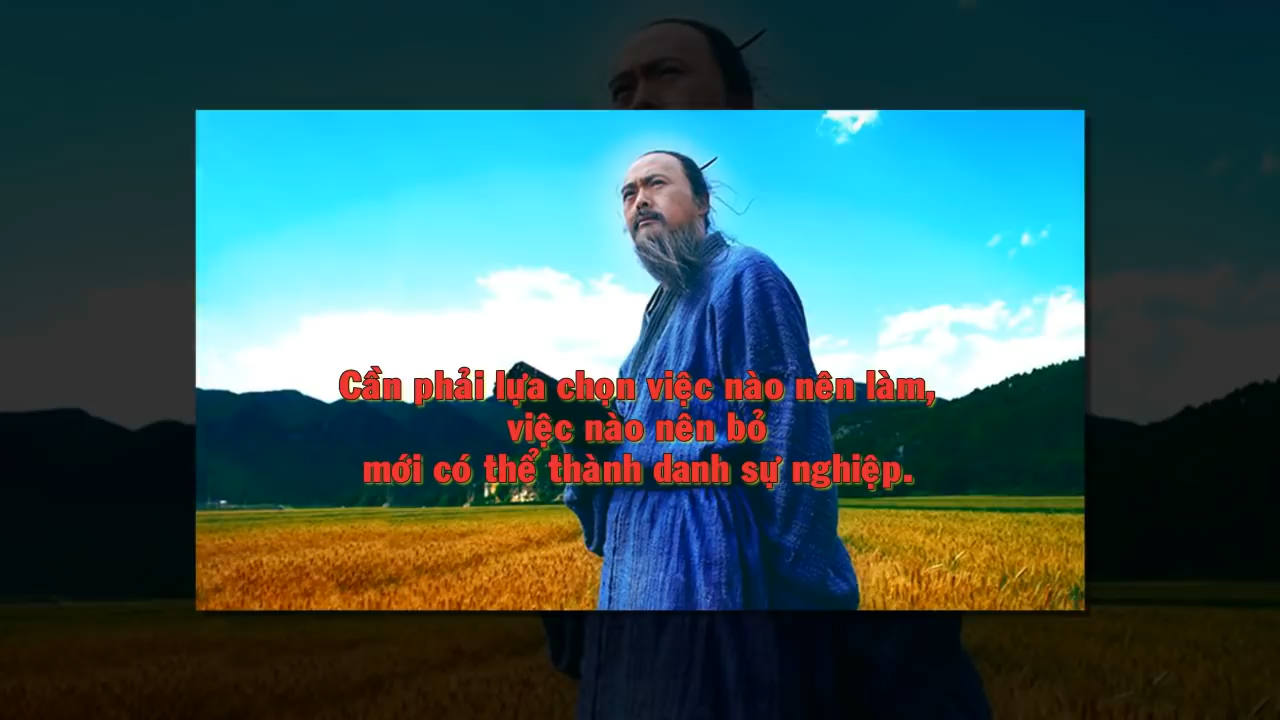 Cần phải lựa chọn việc nào nên làm,
việc nào nên bỏ
mới có thể thành danh sự nghiệp.